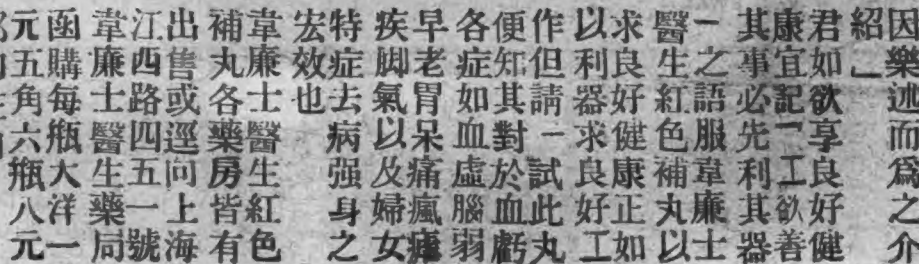 因樂述而爲之介
紹」
君如欲享良好健
康宜記「工欲善
其事必先利其器
一之語服韋廉士
醫生紅色補丸以
求良好健康正如
以利器求良好工
作但請一試此丸
便知其對於血虧
各症如血虛腦弱
早老胃呆痛瘋瘧
疾脚氣以及婦女
特症去病强身之
宏效也
韋廉士醫生紅色
補丸各藥房皆有
出售或逕向上海
江西路四五一號
韋廉士醫生藥局
函購每瓶大洋一
元五角六瓶八元